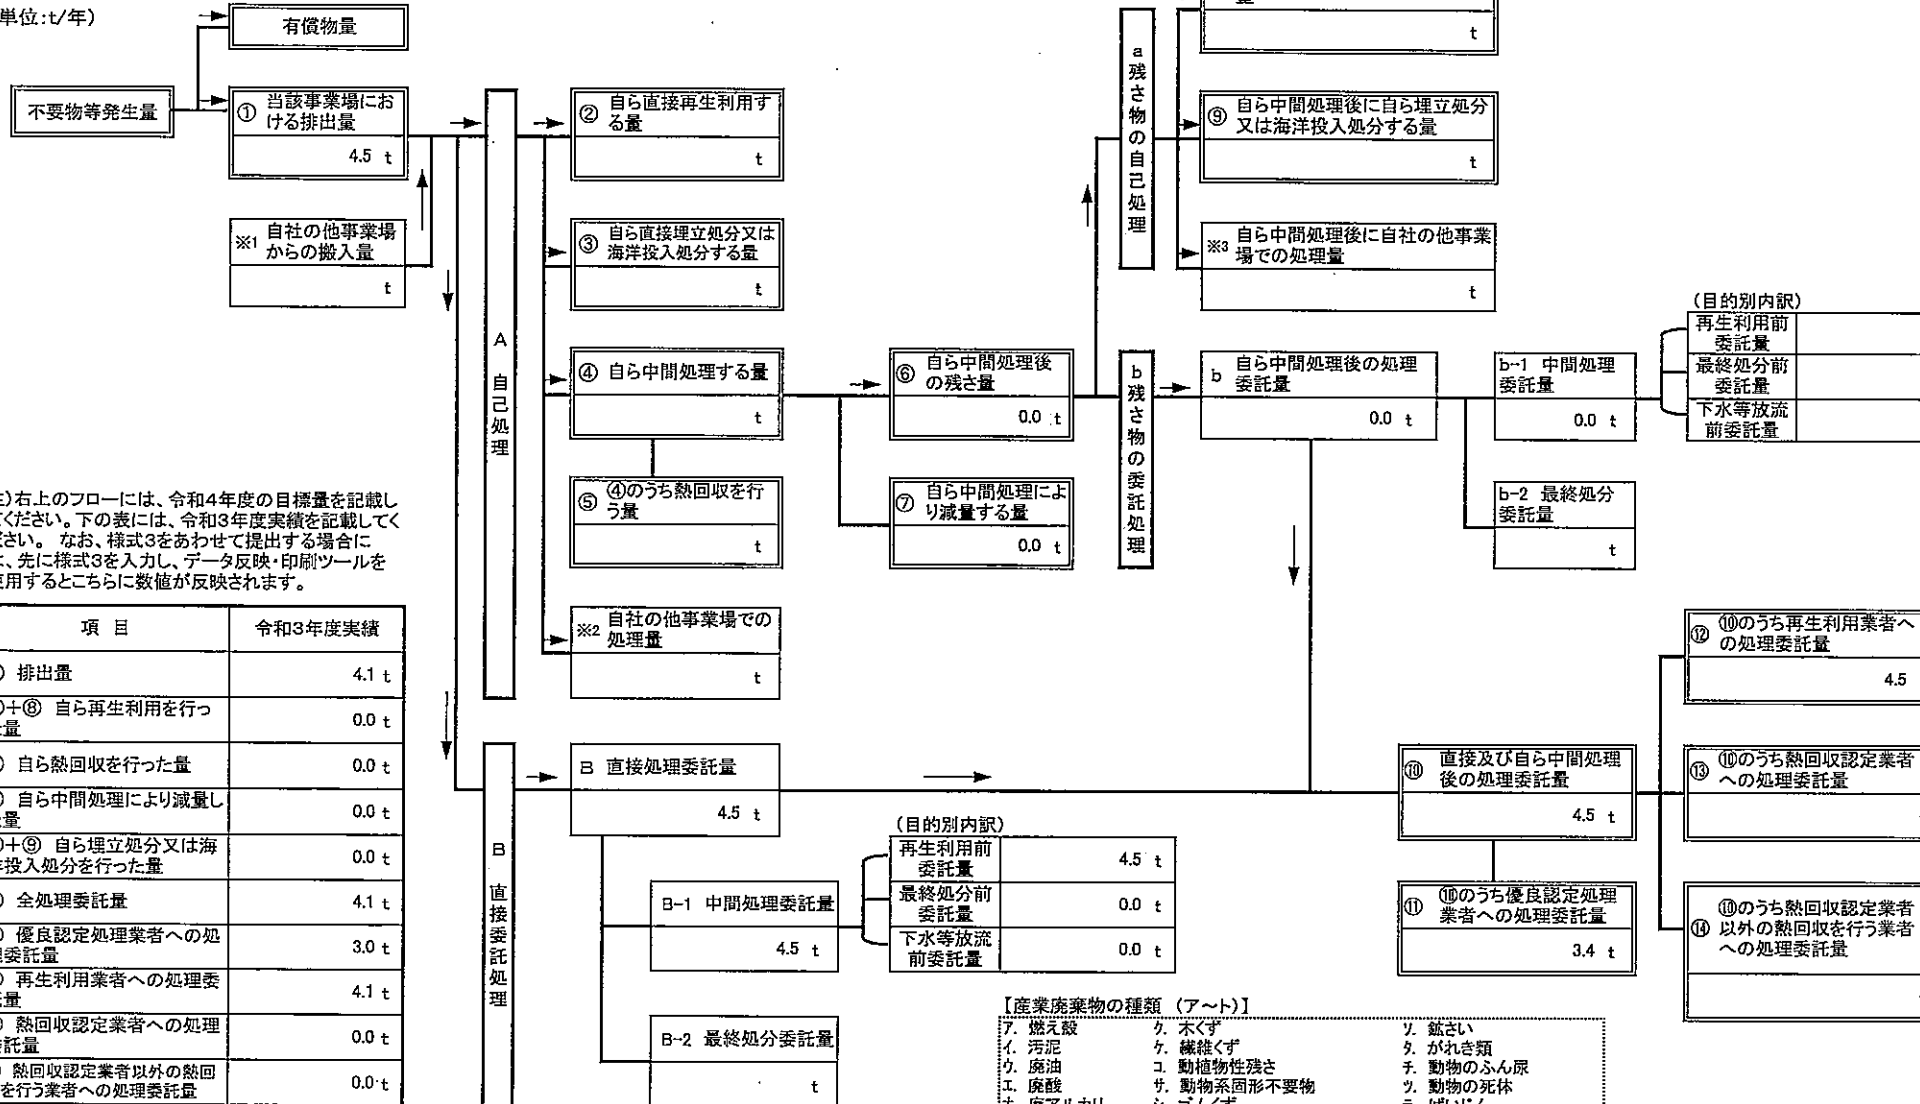 単位:t/年)
有償物量
不要物等発生量
① 当該事業場にお
ける排出量
4.5 t
※1 自社の他事業場
からの搬入量
t
A 自己処理
② 自ら直接再生利用す
る量
t
③ 自ら直接埋立処分又は
海洋投入処分する量
t
④ 自ら中間処理する量
t
⑤ ④のうち熱回収を行
う量
t
※2 自社の他事業場での
処理量
t
⑥ 自ら中間処理後
の残さ量
0.0 t
⑦ 自ら中間処理によ
り減量する量
0.0 t
a 残さ物の自己処理
t
⑨ 自ら中間処理後に自ら埋立処分
又は海洋投入処分する量
t
※3 自ら中間処理後に自社の他事業
場での処理量
t
b 残さ物の委託処理
b 自ら中間処理後の処理
委託量
0.0 t
b-1 中間処理
委託量
0.0 t
(目的別内訳)
再生利用前
委託量
最終処分前
委託量
下水等放流
前委託量
b-2 最終処分
委託量
t
)右上のフローには、令和4年度の目標量を記載し
ください。下の表には、令和3年度実績を記載してく
さい。 なお、様式3をあわせて提出する場合に
、先に様式3を入力し、データ反映・印刷ツールを
用するとこちらに数値が反映されます。
項 目 令和3年度実績
) 排出量 4.1 t
)+⑧ 自ら再生利用を行っ
量 0.0 t
) 自ら熱回収を行った量 0.0 t
) 自ら中間処理により減量し
量 0.0 t
)+⑨ 自ら埋立処分又は海
投入処分を行った量 0.0 t
) 全処理委託量 4.1 t
) 優良認定処理業者への処
委託量 3.0 t
) 再生利用業者への処理委
量 4.1 t
) 熱回収認定業者への処理
託量 0.0 t
) 熱回収認定業者以外の熱回
を行う業者への処理委託量 0.0 t
B 直接委託処理
B 直接処理委託量
4.5 t
B-1 中間処理委託量
4.5 t
(目的別内訳)
再生利用前
委託量 4.5 t
最終処分前
委託量 0.0 t
下水等放流
前委託量 0.0 t
B-2 最終処分委託量
t
⑩ 直接及び自ら中間処理
後の処理委託量
4.5 t
⑪ ⑩のうち優良認定処理
業者への処理委託量
3.4 t
⑫ ⑩のうち再生利用業者へ
の処理委託量
4.5
⑬ ⑩のうち熱回収認定業者
への処理委託量
⑭ ⑩のうち熱回収認定業者
以外の熱回収を行う業者
への処理委託量
【産業廃棄物の種類 (ア～ト)】
ア. 燃え殻 ク. 木くず ソ. 鉱さい
イ. 汚泥 ケ. 繊維くず タ. がれき類
ウ. 廃油 コ. 動植物性残さ チ. 動物のふん尿
エ. 廃酸 サ. 動物系固形不要物 ツ. 動物の死体